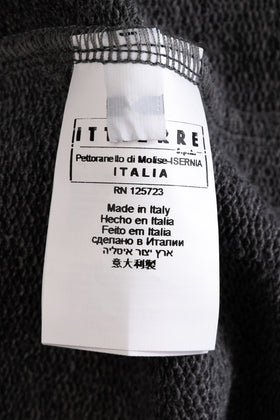 ITTIERRE
S.p.A.
Pettoranello di Molise-ISERNIA
ITALIA
RN 125723
Made in Italy
Hecho en Italia
Feito em Italia
сделано в Италии
ארץ ייצור איטליה
意大利製